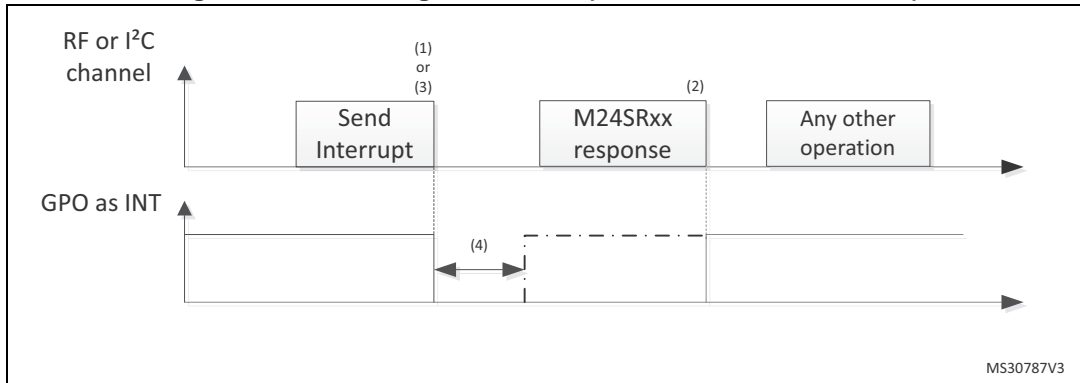 RF or I²C
channel
(1)
or
(3)
(2)
Send
Interrupt
M24SRxx
response
Any other
operation
GPO as INT
(4)
MS30787V3